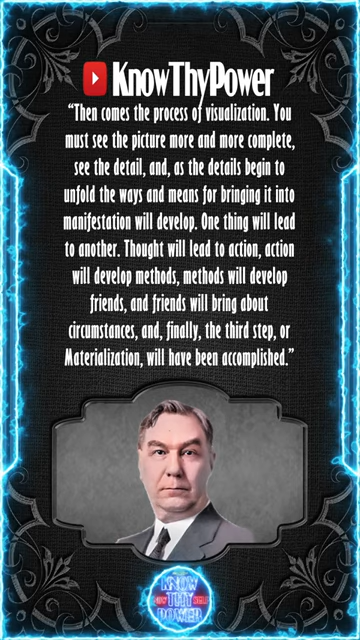 KnowThyPower
“Then comes the process of visualization. You
must see the picture more and more complete,
see the detail, and, as the details begin to
unfold the ways and means for bringing it into
manifestation will develop. One thing will lead
to another. Thought will lead to action, action
will develop methods, methods will develop
friends, and friends will bring about
circumstances, and, finally, the third step, or
Materialization, will have been accomplished.”
KNOW
THY
POWER